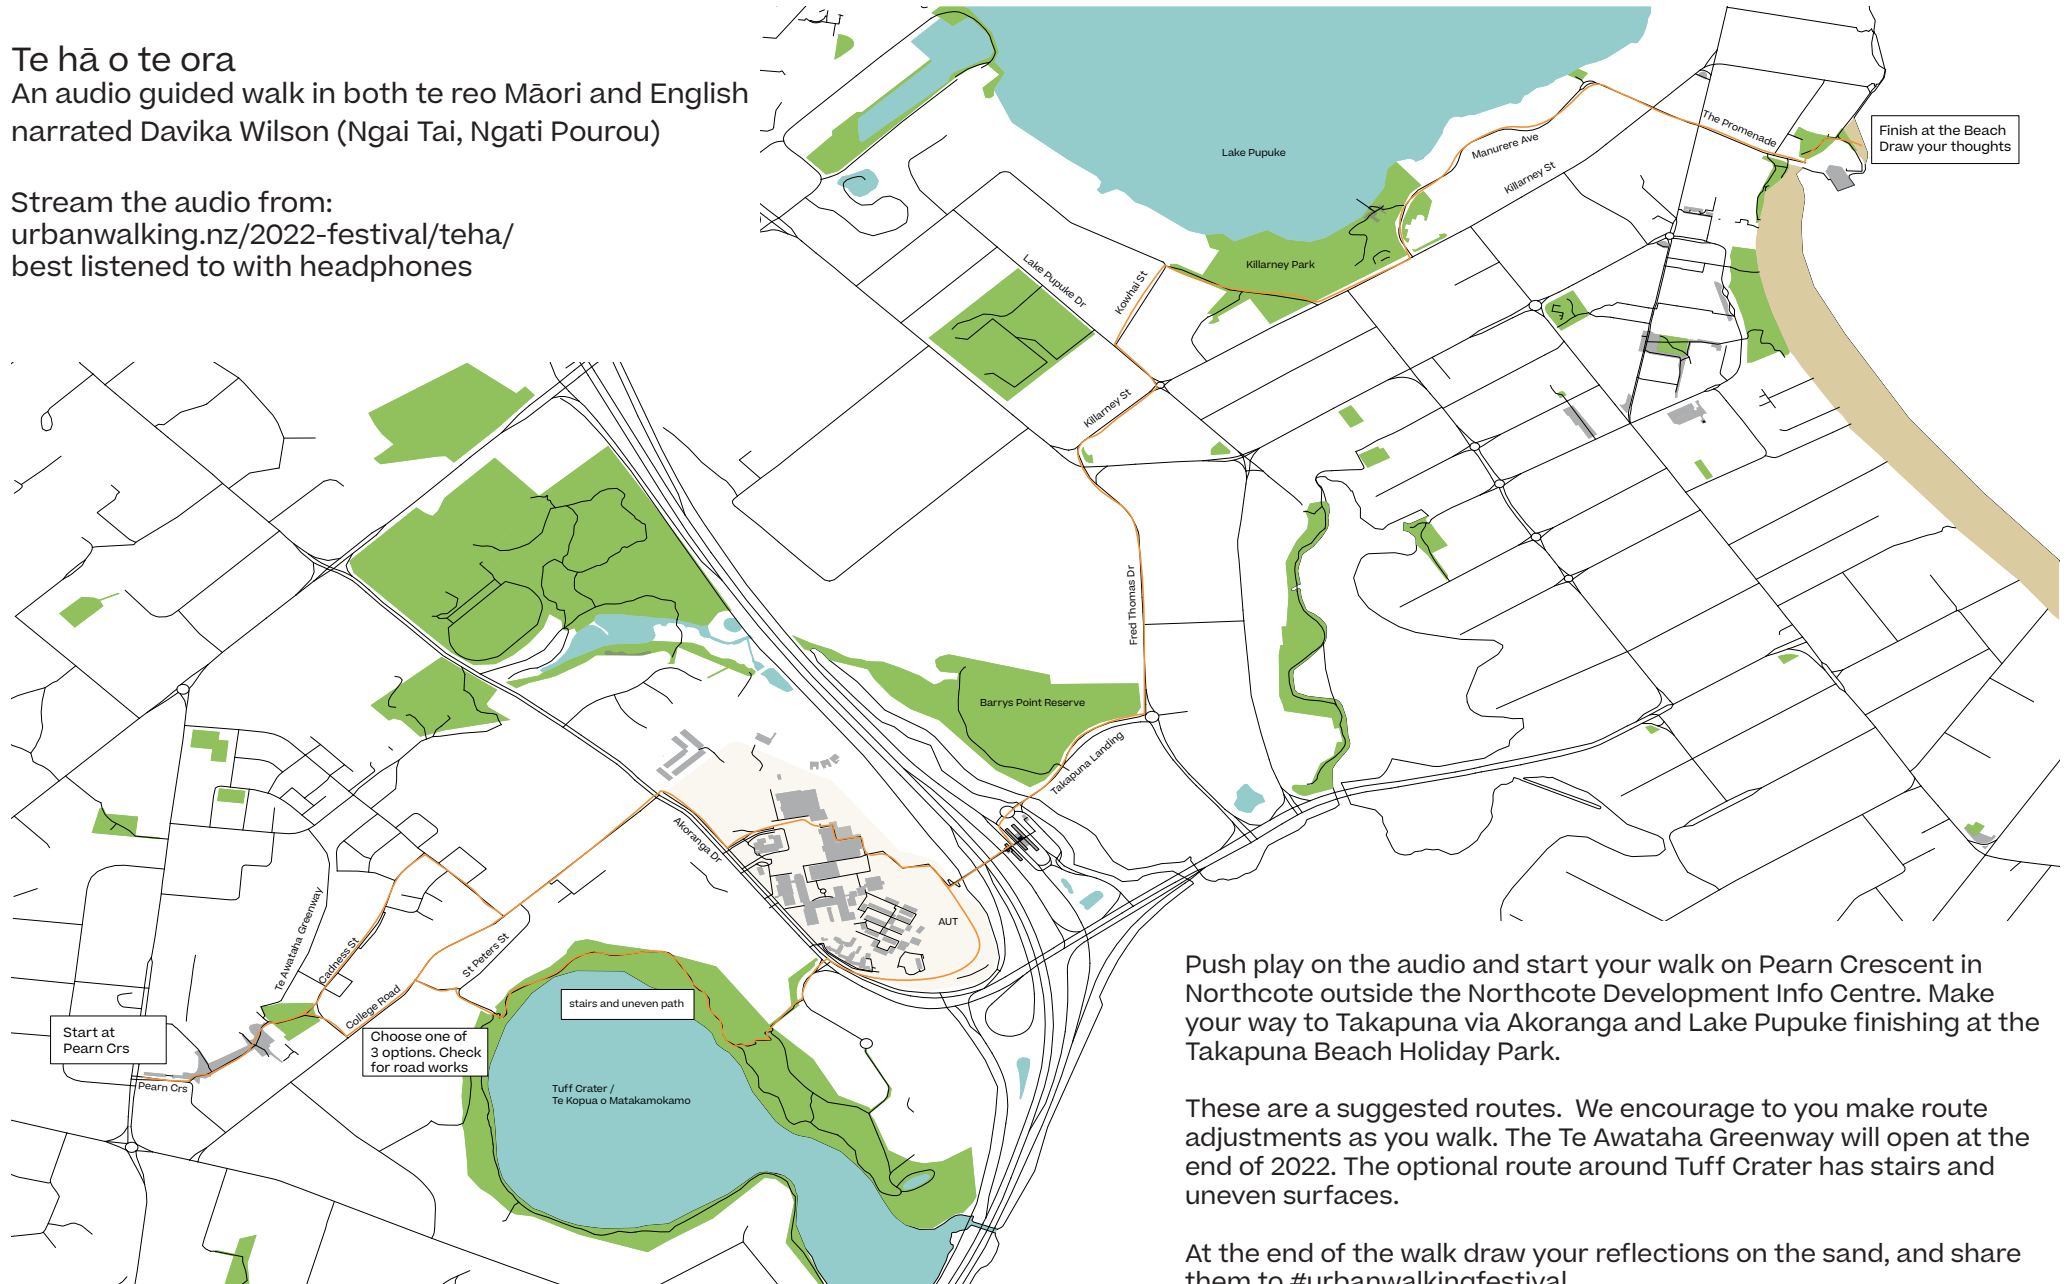 Te hā o te ora
An audio guided walk in both te reo Māori and English
narrated Davika Wilson (Ngai Tai, Ngati Pourou)
Stream the audio from:
urbanwalking.nz/2022-festival/teha/
best listened to with headphones
Lake Pupuke
Manurere Ave
Killarney St
The Promenade
Finish at the Beach
Draw your thoughts
Killarney Park
Lake Pupuke Dr
Kowhai St
Killarney St
Fred Thomas Dr
Barrys Point Reserve
Takapuna Landing
Akoranga Dr
AUT
Te Awataha Greenway
Cadness St
St Peters St
College Road
Start at
Pearn Crs
Pearn Crs
Choose one of
3 options. Check
for road works
stairs and uneven path
Tuff Crater /
Te Kopua o Matakamokamo
Push play on the audio and start your walk on Pearn Crescent in
Northcote outside the Northcote Development Info Centre. Make
your way to Takapuna via Akoranga and Lake Pupuke finishing at the
Takapuna Beach Holiday Park.
These are a suggested routes.  We encourage to you make route
adjustments as you walk. The Te Awataha Greenway will open at the
end of 2022. The optional route around Tuff Crater has stairs and
uneven surfaces.
At the end of the walk draw your reflections on the sand, and share
them to #urbanwalkingfestival